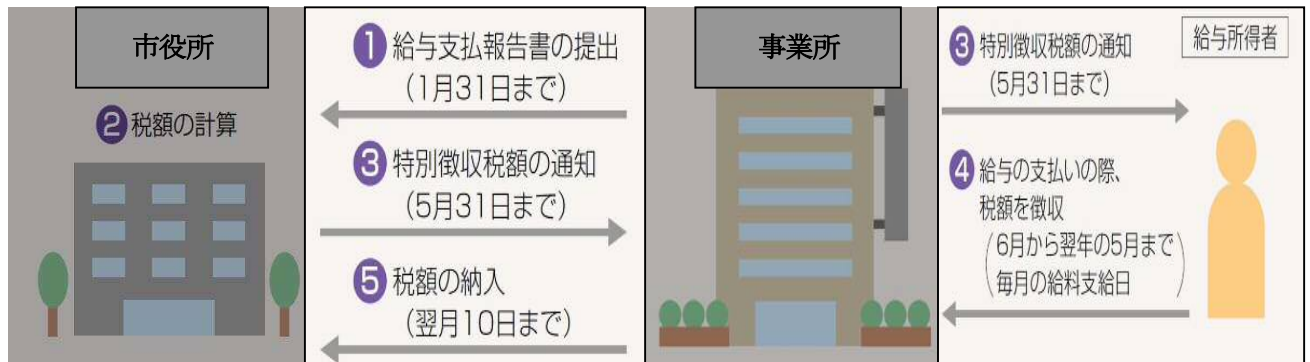 市役所
② 税額の計算
① 給与支払報告書の提出
(1月31日まで)
③ 特別徴収税額の通知
(5月31日まで)
⑤ 税額の納入
(翌月10日まで)
事業所
③ 特別徴収税額の通知
(5月31日まで)
給与所得者
④ 給与の支払いの際、
税額を徴収
(6月から翌年の5月まで
毎月の給料支給日)